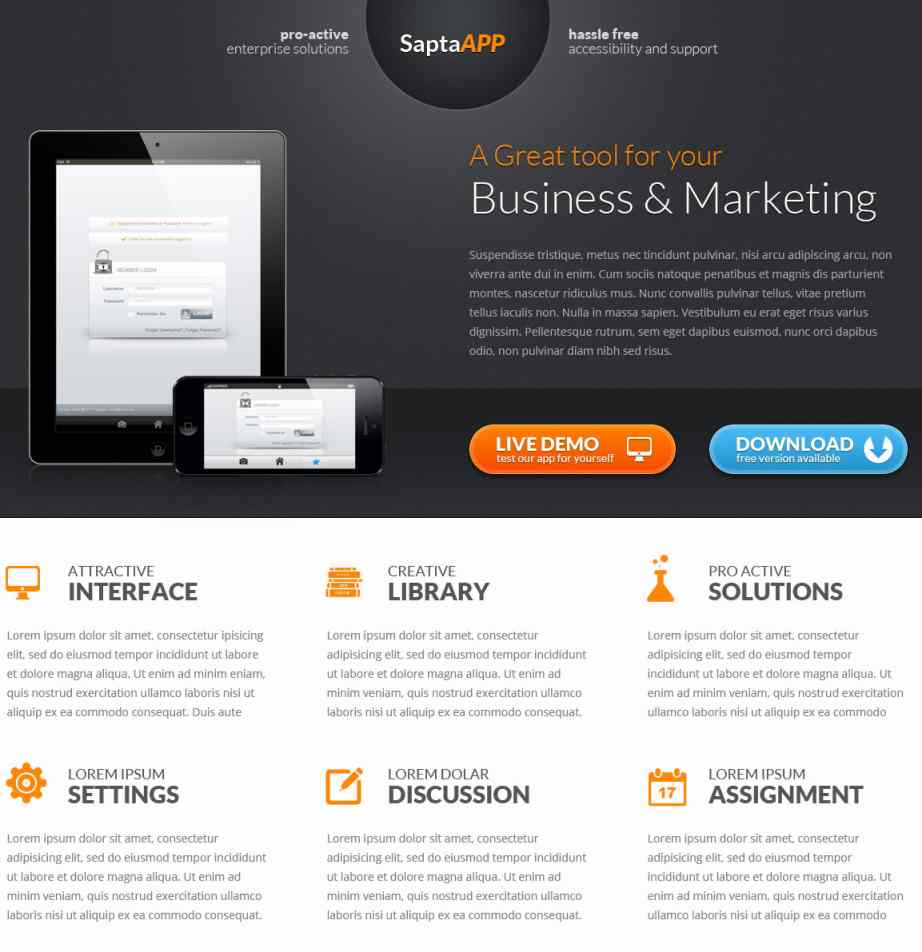 pro-active
enterprise solutions
SaptaAPP
hassle free
accessibility and support
A Great tool for your
Business & Marketing
Suspendisse tristique, metus nec tincidunt pulvinar, nisi arcu adipiscing arcu, non
viverra ante dui in enim. Cum sociis natoque penatibus et magnis dis parturient
montes, nascetur ridiculus mus. Nunc convallis pulvinar tellus, vitae pretium
tellus iaculis non. Nulla in massa sapien. Vestibulum eu erat eget risus varius
dignissim. Pellentesque rutrum, sem eget dapibus euismod, nunc orci dapibus
odio, non pulvinar diam nibh sed risus.
MEMBER LOGIN
Username
Password
Remember Me
LOGIN
Forgot Username? | Forgot Password?
LIVE DEMO
test our app for yourself
DOWNLOAD
free version available
ATTRACTIVE
INTERFACE
Lorem ipsum dolor sit amet, consectetur ipisicing
elit, sed do eiusmod tempor incididunt ut labore
et dolore magna aliqua, Ut enim ad minim eniam,
quis nostrud exercitation ullamco laboris nisi ut
aliquip ex ea commodo consequat. Duis aute
CREATIVE
LIBRARY
Lorem ipsum dolor sit amet, consectetur
adipisicing elit, sed do eiusmod tempor incididunt
ut labore et dolore magna aliqua. Ut enim ad
minim veniam, quis nostrud exercitation ullamco
laboris nisi ut aliquip ex ea commodo consequat.
PRO ACTIVE
SOLUTIONS
Lorem ipsum dolor sit amet, consectetur
adipisicing elit, sed do eiusmod tempor
incididunt ut labore et dolore magna aliqua. Ut
enim ad minim veniam, quis nostrud exercitation
ullamco laboris nisi ut aliquip ex ea commodo
LOREM IPSUM
SETTINGS
Lorem ipsum dolor sit amet, consectetur
adipisicing elit, sed do eiusmod tempor incididunt
ut labore et dolore magna aliqua. Ut enim ad
minim veniam, quis nostrud exercitation ullamco
laboris nisi ut aliquip ex ea commodo consequat.
LOREM DOLAR
DISCUSSION
Lorem ipsum dolor sit amet, consectetur
adipisicing elit, sed do eiusmod tempor incididunt
ut labore et dolore magna aliqua. Ut enim ad
minim veniam, quis nostrud exercitation ullamco
laboris nisi ut aliquip ex ea commodo consequat.
17
LOREM IPSUM
ASSIGNMENT
Lorem ipsum dolor sit amet, consectetur
adipisicing elit, sed do eiusmod tempor
incididunt ut labore et dolore magna aliqua. Ut
enim ad minim veniam, quis nostrud exercitation
ullamco laboris nisi ut aliquip ex ea commodo